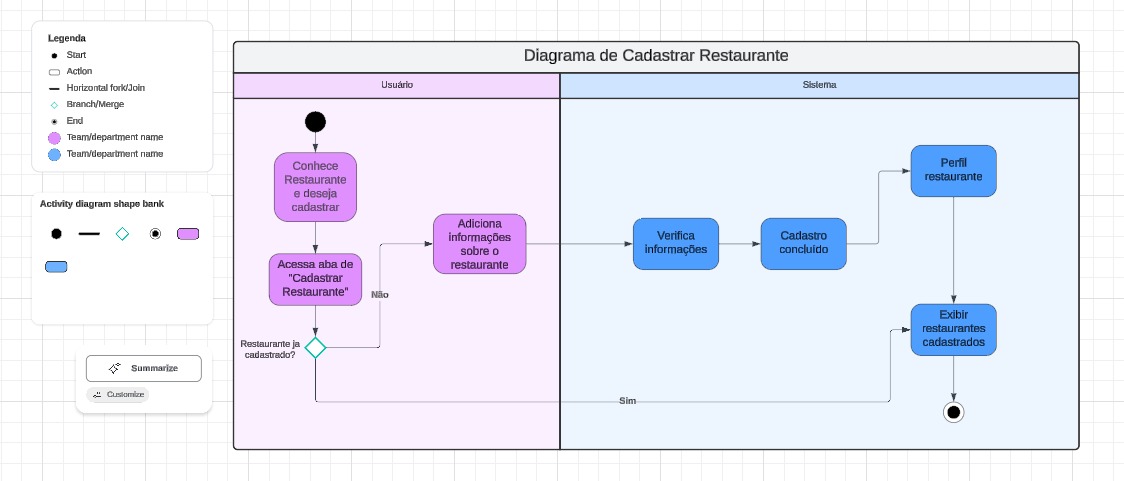 Legenda
Start
Action
Horizontal fork/Join
Branch/Merge
End
Team/department name
Team/department name
Activity diagram shape bank
Summarize
Customize
Diagrama de Cadastrar Restaurante
Usuário
Sistema
Conhece
Restaurante
e deseja
cadastrar
Acessa aba de
"Cadastrar
Restaurante"
Restaurante ja
cadastrado?
Não
Adiciona
informações
sobre o
restaurante
Verifica
informações
Cadastro
concluído
Perfil
restaurante
Exibir
restaurantes
cadastrados
Sim